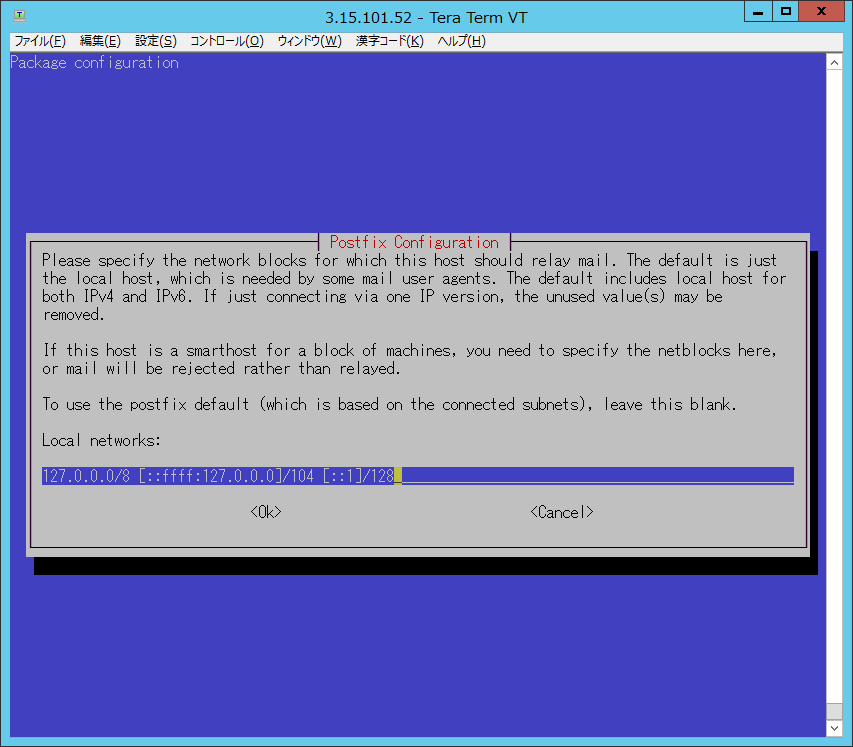 3.15.101.52 - Tera Term VT
ファイル(F) 編集(E) 設定(S) コントロール(O) ウィンドウ(W) 漢字コード(K) ヘルプ(H)
Package configuration
Postfix Configuration
Please specify the network blocks for which this host should relay mail. The default is just
the local host, which is needed by some mail user agents. The default includes local host for
both IPv4 and IPv6. If just connecting via one IP version, the unused value(s) may be
removed.
If this host is a smarthost for a block of machines, you need to specify the netblocks here,
or mail will be rejected rather than relayed.
To use the postfix default (which is based on the connected subnets), leave this blank.
Local networks:
127.0.0.0/8 [::ffff:127.0.0.0]/104 [::1]/128
<Ok> <Cancel>